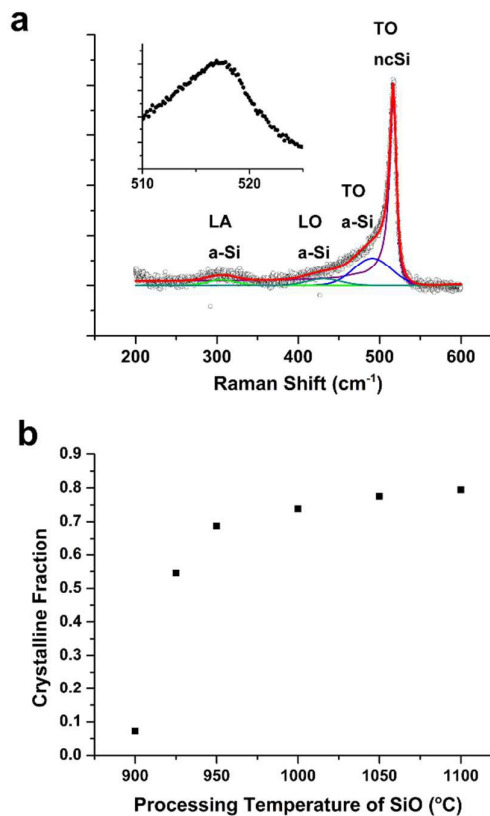 a
TO
ncSi
510
520
TO
LA
LO
a-Si
a-Si
a-Si
200
300
400
500
600
Raman Shift (cm⁻¹)
b
0.9
0.8
0.7
0.6
0.5
0.4
0.3
0.2
0.1
0.0
Crystalline Fraction
900
950
1000
1050
1100
Processing Temperature of SiO (ºC)